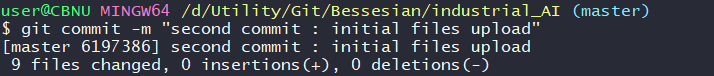 user@CBNU MINGW64 /d/Utility/Git/Bessesian/industrial_AI (master)
$ git commit -m "second commit : initial files upload"
[master 6197386] second commit : initial files upload
 9 files changed, 0 insertions(+), 0 deletions(-)